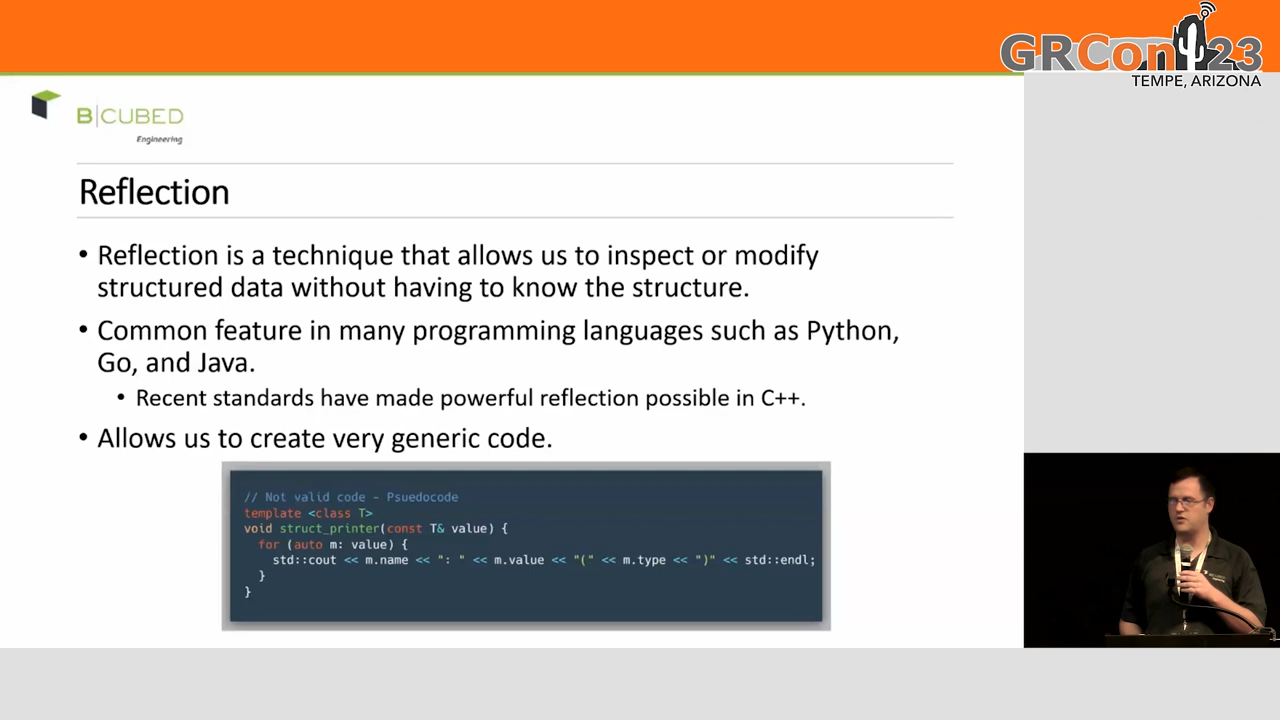 GRCon 23
TEMPE, ARIZONA
B|CUBED
Engineering
Reflection
• Reflection is a technique that allows us to inspect or modify
structured data without having to know the structure.
• Common feature in many programming languages such as Python,
Go, and Java.
• Recent standards have made powerful reflection possible in C++.
• Allows us to create very generic code.
// Not valid code - Psuedocode
template <class T>
void struct_printer(const T& value) {
for (auto m: value) {
std::cout << m.name << ": " << m.value << "(" << m.type << ")" << std::endl;
}
}